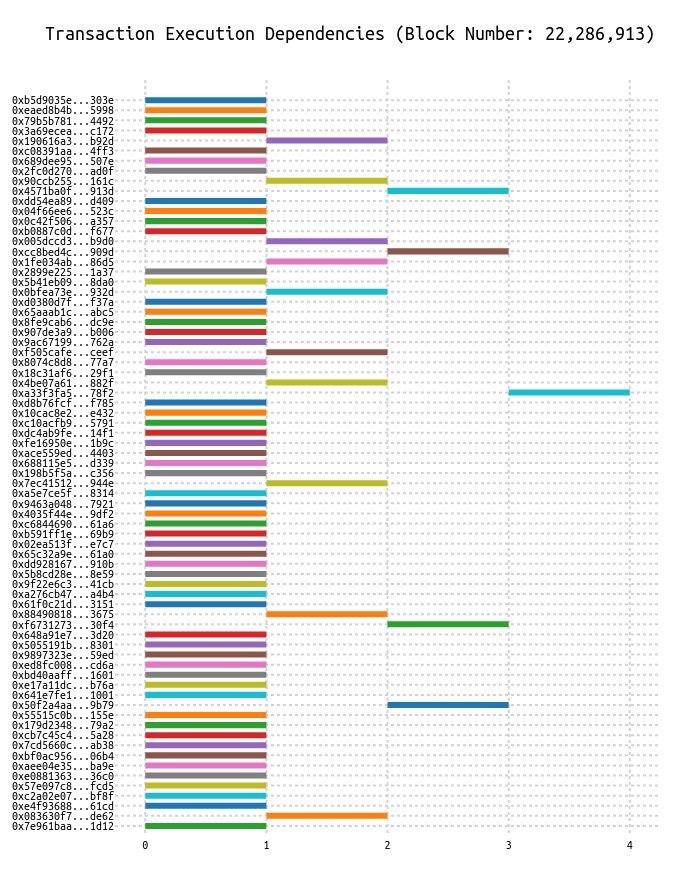 Transaction Execution Dependencies (Block Number: 22,286,913)
0xb5d9035e...303e
0xeaed8b4b...5998
0x79b5b781...4492
0x3a69ecea...c172
0x190616a3...b92d
0xc08391aa...4ff3
0x689dee95...507e
0x2fc0d270...ad0f
0x90ccb255...161c
0x4571ba0f...913d
0xdd54ea89...d409
0x04f66ee6...523c
0x0c42f506...a357
0xb0887c0d...f677
0x005dccd3...b9d0
0xcc8bed4c...909d
0x1fe034ab...86d5
0x2899e225...1a37
0x5b41eb09...8da0
0x0bfea73e...932d
0xd0380d7f...f37a
0x65aaab1c...abc5
0x8fe9cab6...dc9e
0x907de3a9...b006
0x9ac67199...762a
0xf505cafe...ceef
0x8074c8d8...77a7
0x18c31af6...29f1
0x4be07a61...882f
0xa33f3fa5...78f2
0xd8b76fcf...f785
0x10cac8e2...e432
0xc10acfb9...5791
0xdc4ab9fe...14f1
0xfe16950e...1b9c
0xace559ed...4403
0x688115e5...d339
0x198b5f5a...c356
0x7ec41512...944e
0xa5e7ce5f...8314
0x9463a048...7921
0x4035f44e...9df2
0xc6844690...61a6
0xb591ff1e...69b9
0x02ea513f...e7c7
0x65c32a9e...61a0
0xdd928167...910b
0x5b8cd28e...8e59
0x9f22e6c3...41cb
0xa276cb47...a4b4
0x61f0c21d...3151
0x88490818...3675
0xf6731273...30f4
0x648a91e7...3d20
0x5055191b...8301
0x9897323e...59ed
0xed8fc008...cd6a
0xbd40aaff...1601
0xe17a11dc...b76a
0x641e7fe1...1001
0x50f2a4aa...9b79
0x55515c0b...155e
0x179d2348...79a2
0xcb7c45c4...5a28
0x7cd5660c...ab38
0xbf0ac956...06b4
0xaee04e35...ba9e
0xe0881363...36c0
0x57e097c8...fcd5
0xc2a02e07...bf8f
0xe4f93688...61cd
0x083630f7...de62
0x7e961baa...1d12
0 1 2 3 4